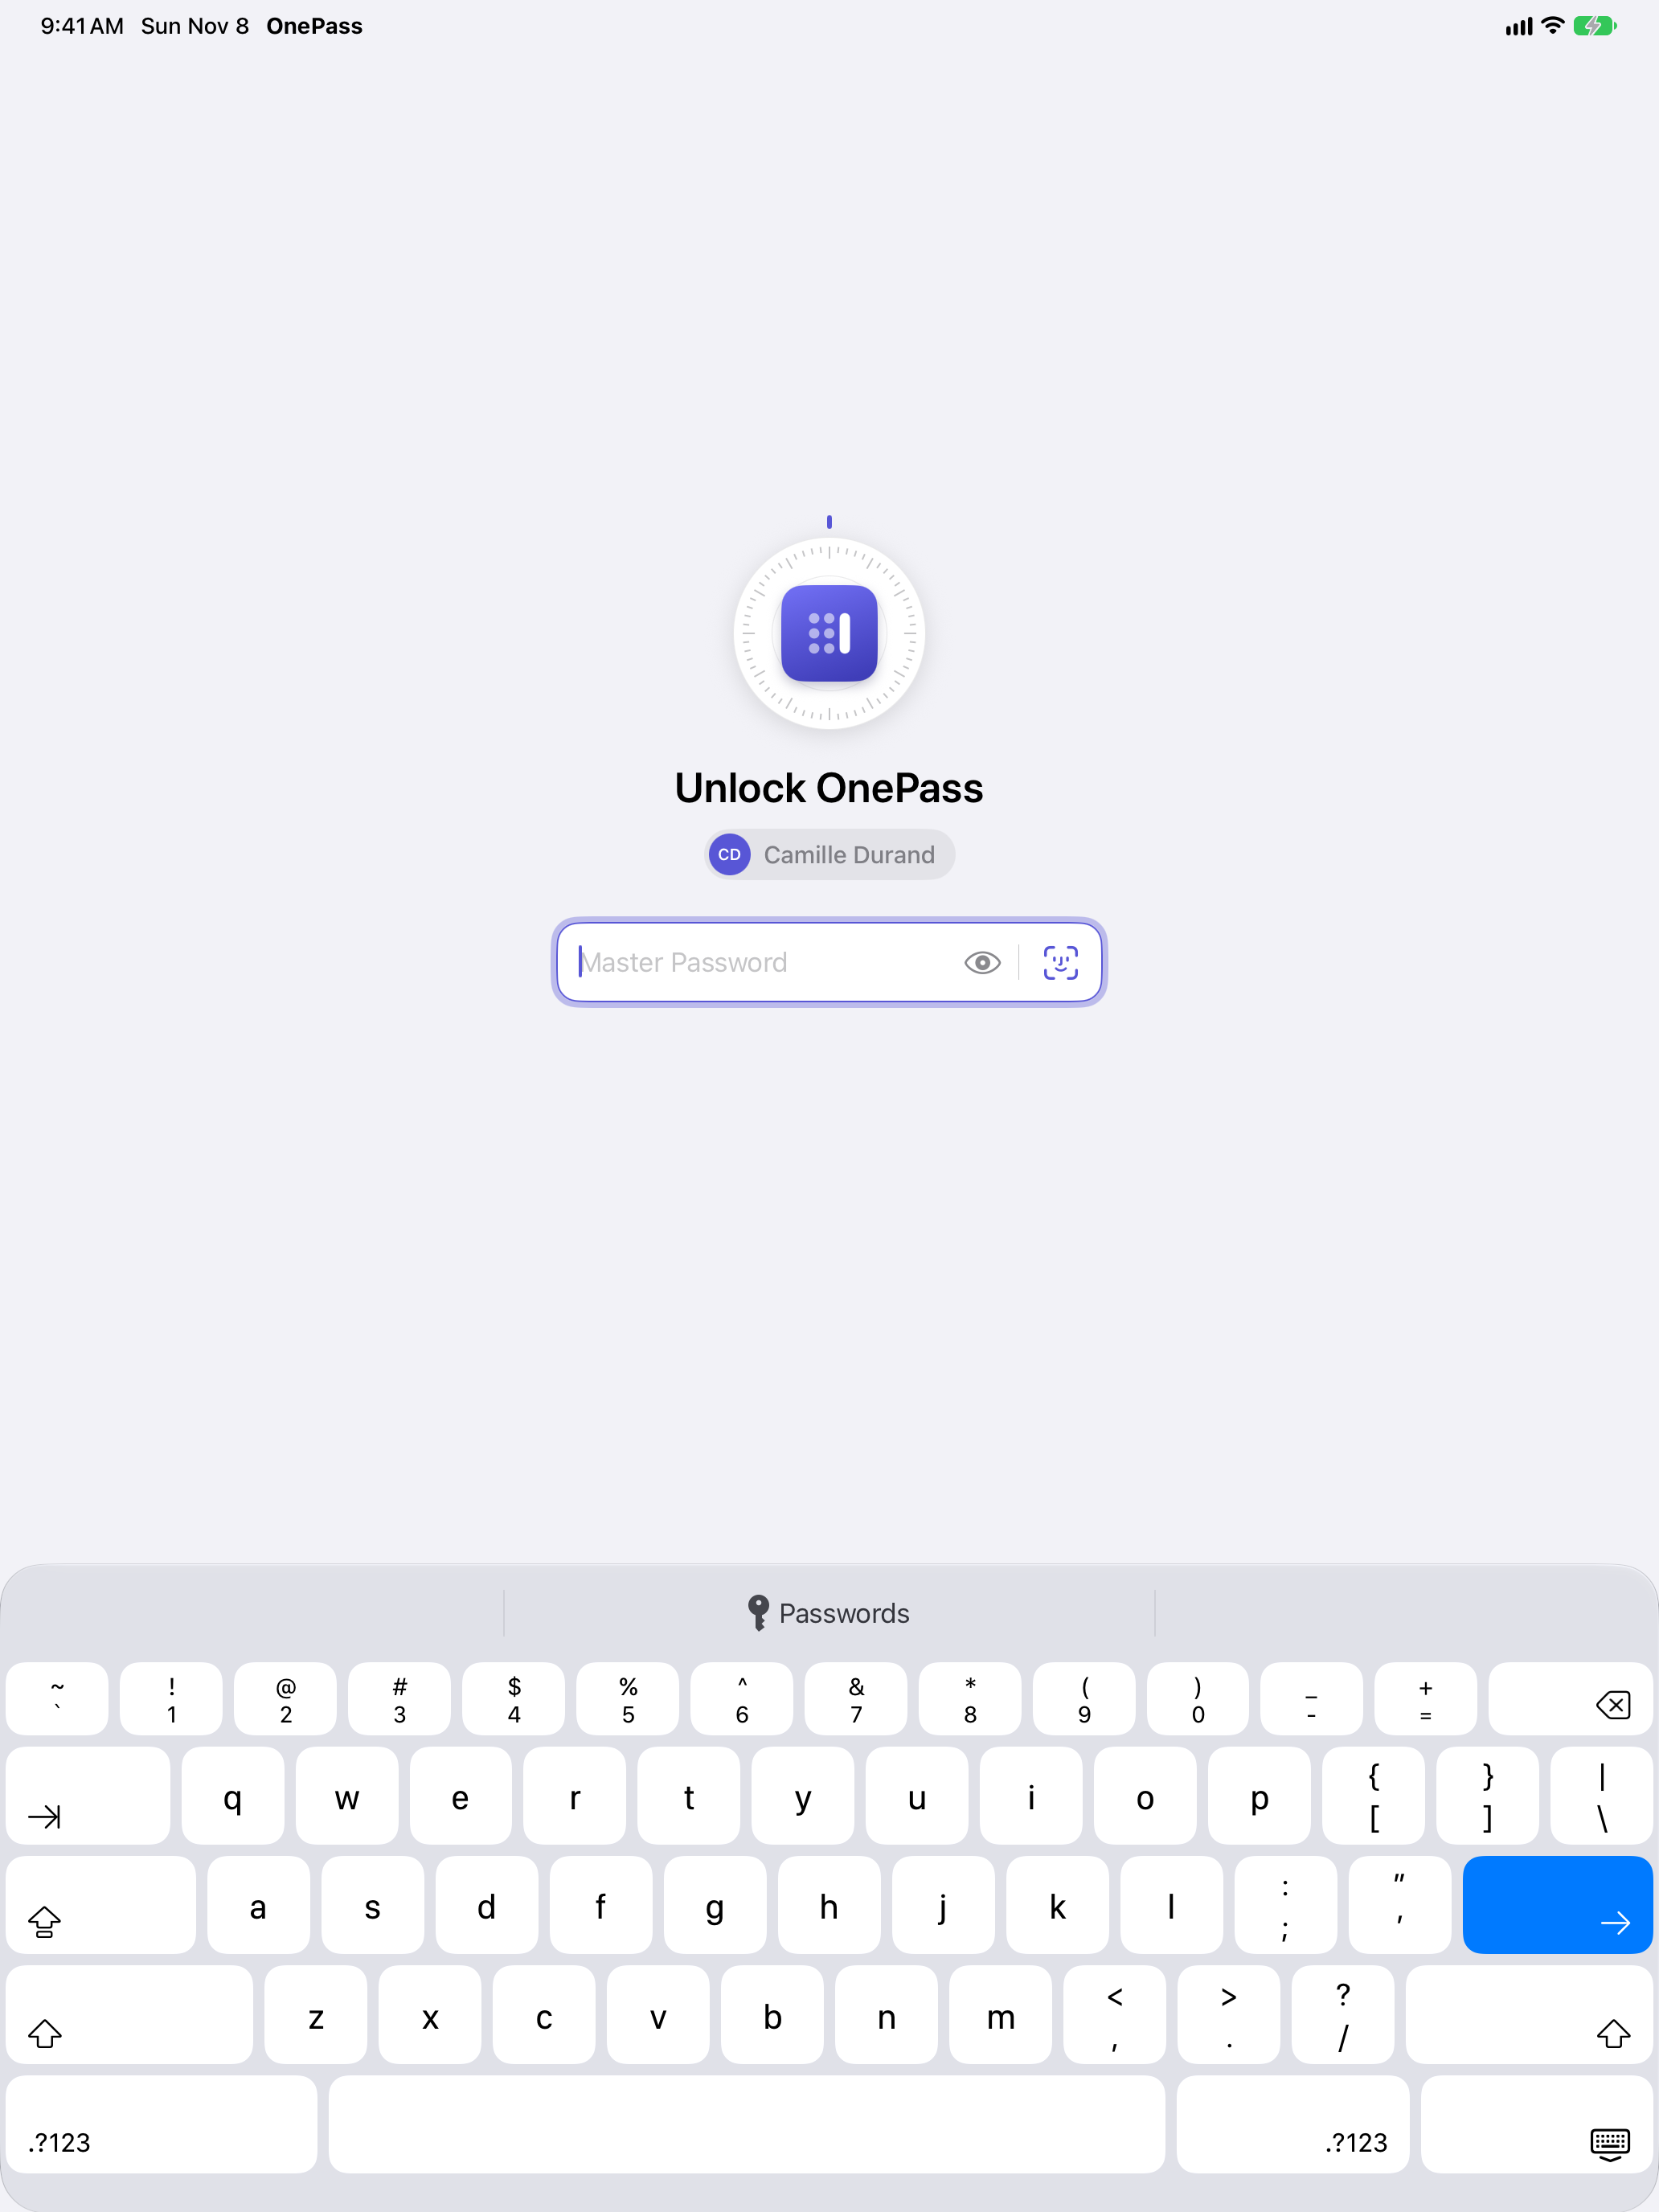 9:41 AM Sun Nov 8 OnePass
Unlock OnePass
CD Camille Durand
Master Password
Passwords
~ ! @ # $ % ^ & * ( ) _ +
` 1 2 3 4 5 6 7 8 9 0 - =
q w e r t y u i o p { } |
[ ] \
a s d f g h j k l : "
; '
z x c v b n m < > ?
, . /
.?123 .?123